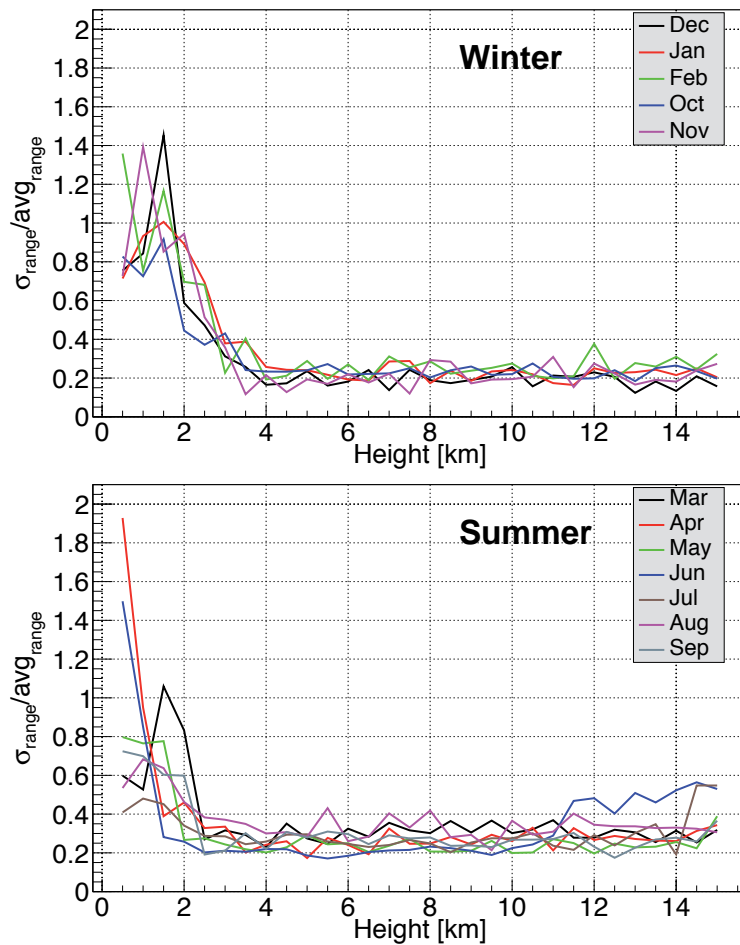 2
1.8
1.6
1.4
1.2
1
0.8
0.6
0.4
0.2
0
σrange/avgrange
Winter
Dec
Jan
Feb
Oct
Nov
0 2 4 6 8 10 12 14
Height [km]
2
1.8
1.6
1.4
1.2
1
0.8
0.6
0.4
0.2
0
σrange/avgrange
Summer
Mar
Apr
May
Jun
Jul
Aug
Sep
0 2 4 6 8 10 12 14
Height [km]